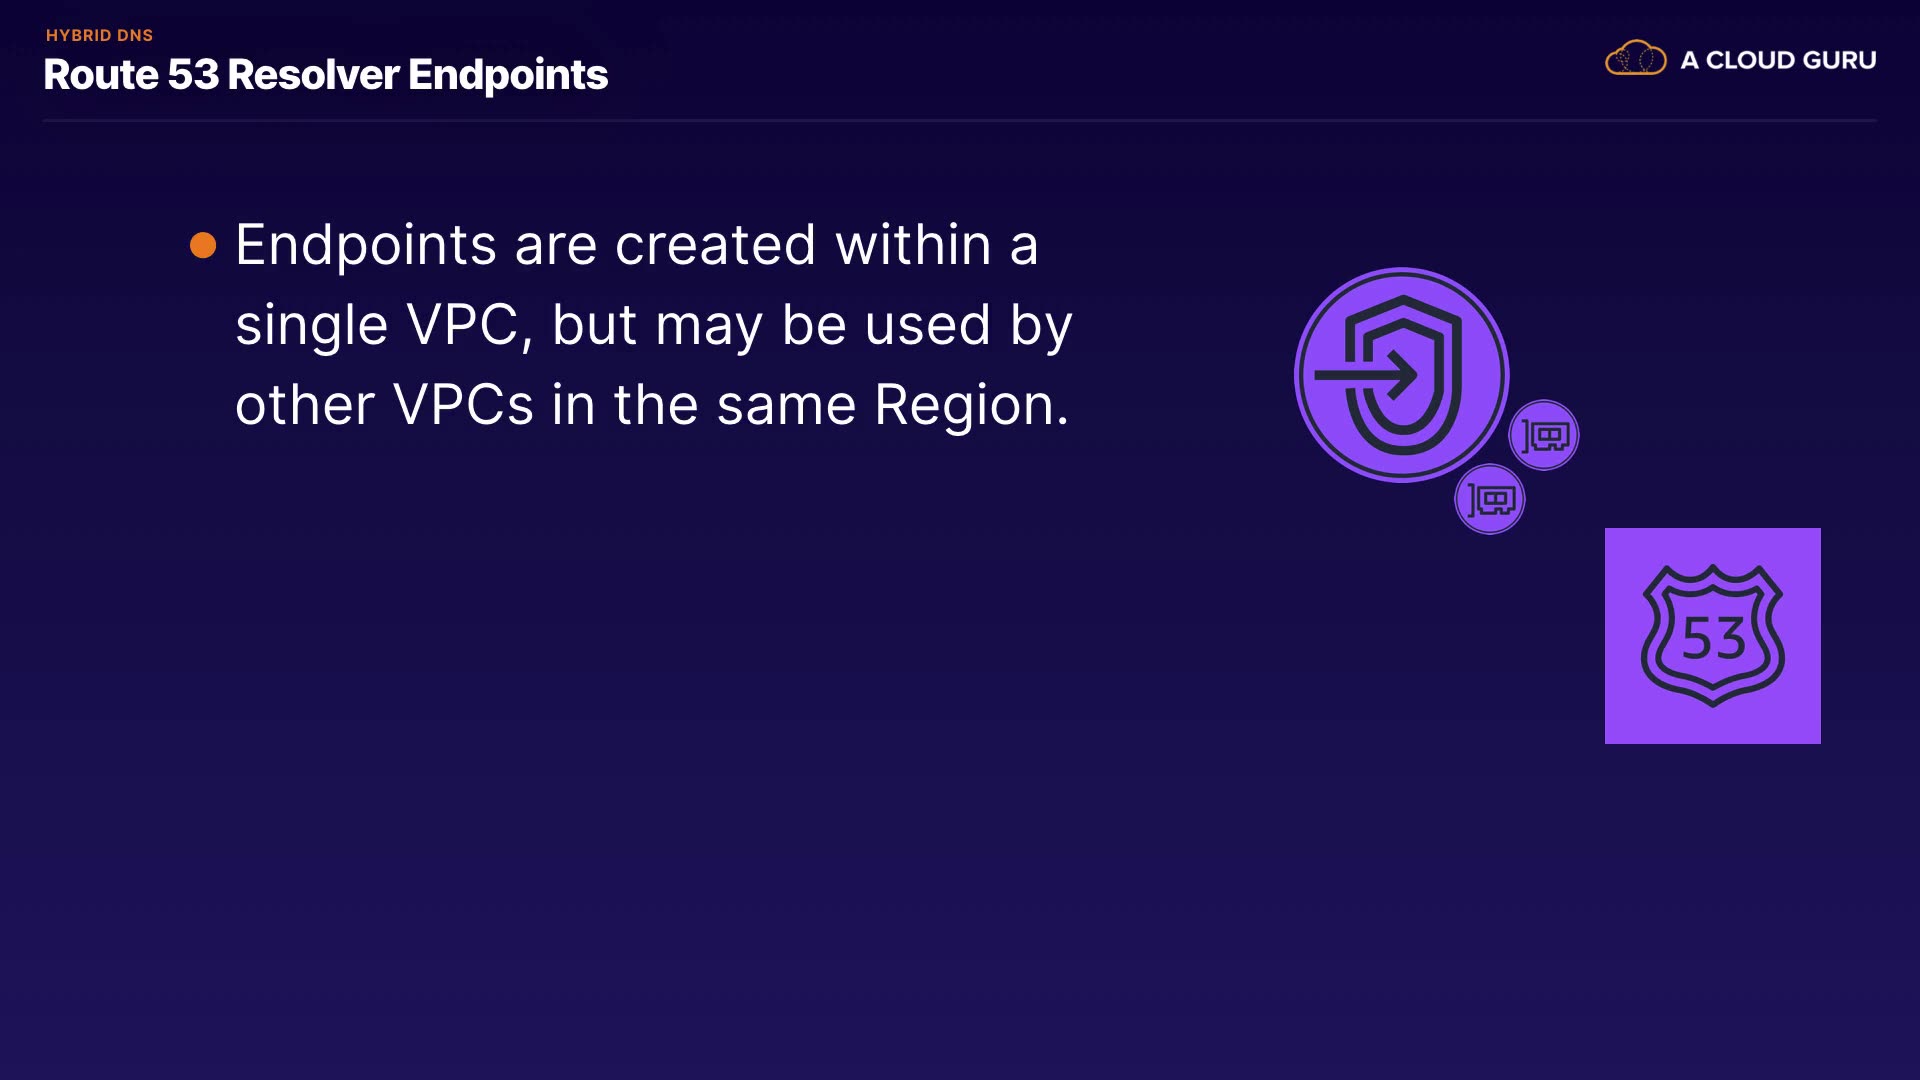 HYBRID DNS
Route 53 Resolver Endpoints
A CLOUD GURU
Endpoints are created within a
single VPC, but may be used by
other VPCs in the same Region.
53